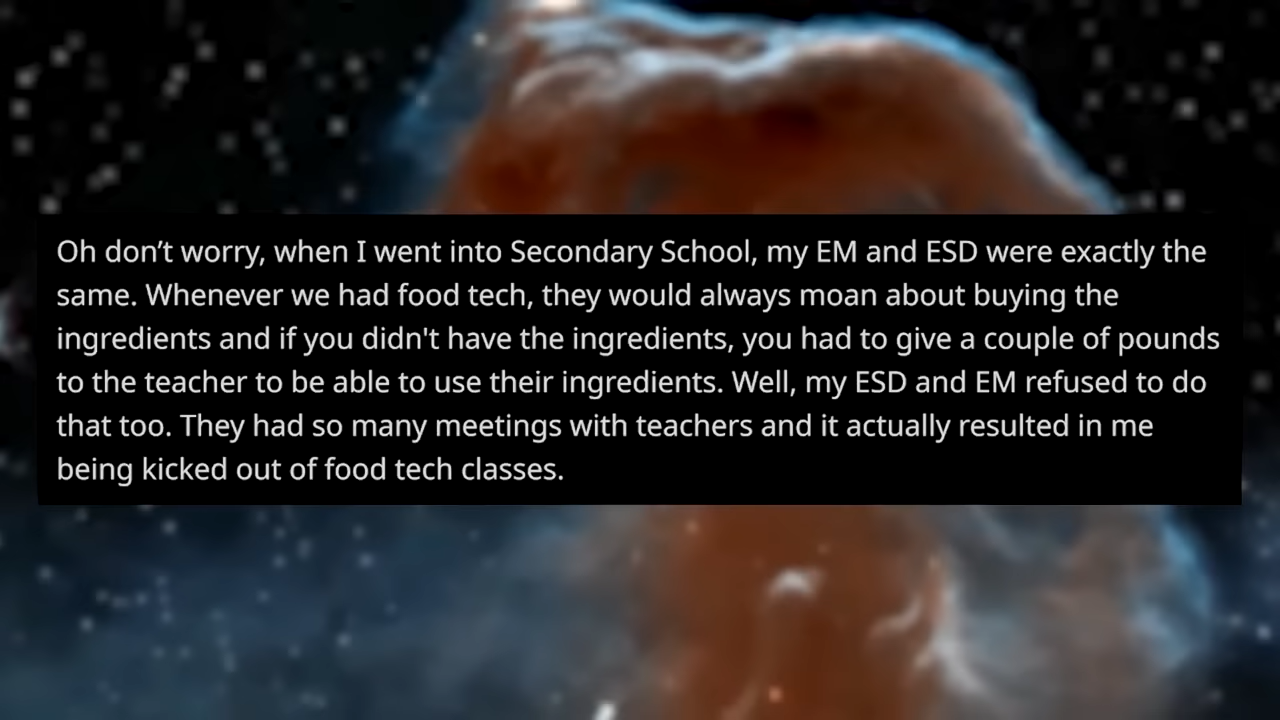 Oh don’t worry, when I went into Secondary School, my EM and ESD were exactly the
same. Whenever we had food tech, they would always moan about buying the
ingredients and if you didn't have the ingredients, you had to give a couple of pounds
to the teacher to be able to use their ingredients. Well, my ESD and EM refused to do
that too. They had so many meetings with teachers and it actually resulted in me
being kicked out of food tech classes.